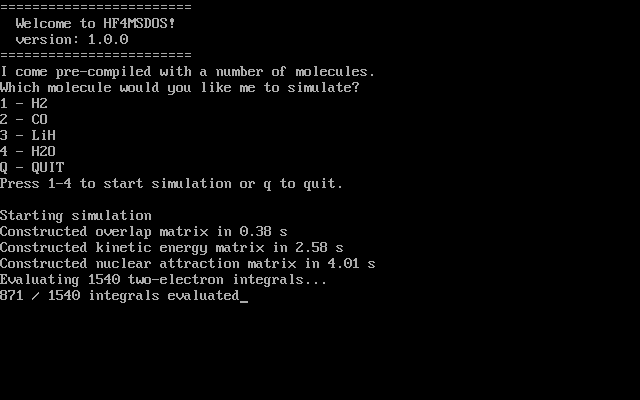 ========================
  Welcome to HF4MSDOS!
  version: 1.0.0
========================
I come pre-compiled with a number of molecules.
Which molecule would you like me to simulate?
1 - H2
2 - CO
3 - LiH
4 - H2O
Q - QUIT
Press 1-4 to start simulation or q to quit.

Starting simulation
Constructed overlap matrix in 0.38 s
Constructed kinetic energy matrix in 2.58 s
Constructed nuclear attraction matrix in 4.01 s
Evaluating 1540 two-electron integrals...
871 / 1540 integrals evaluated_